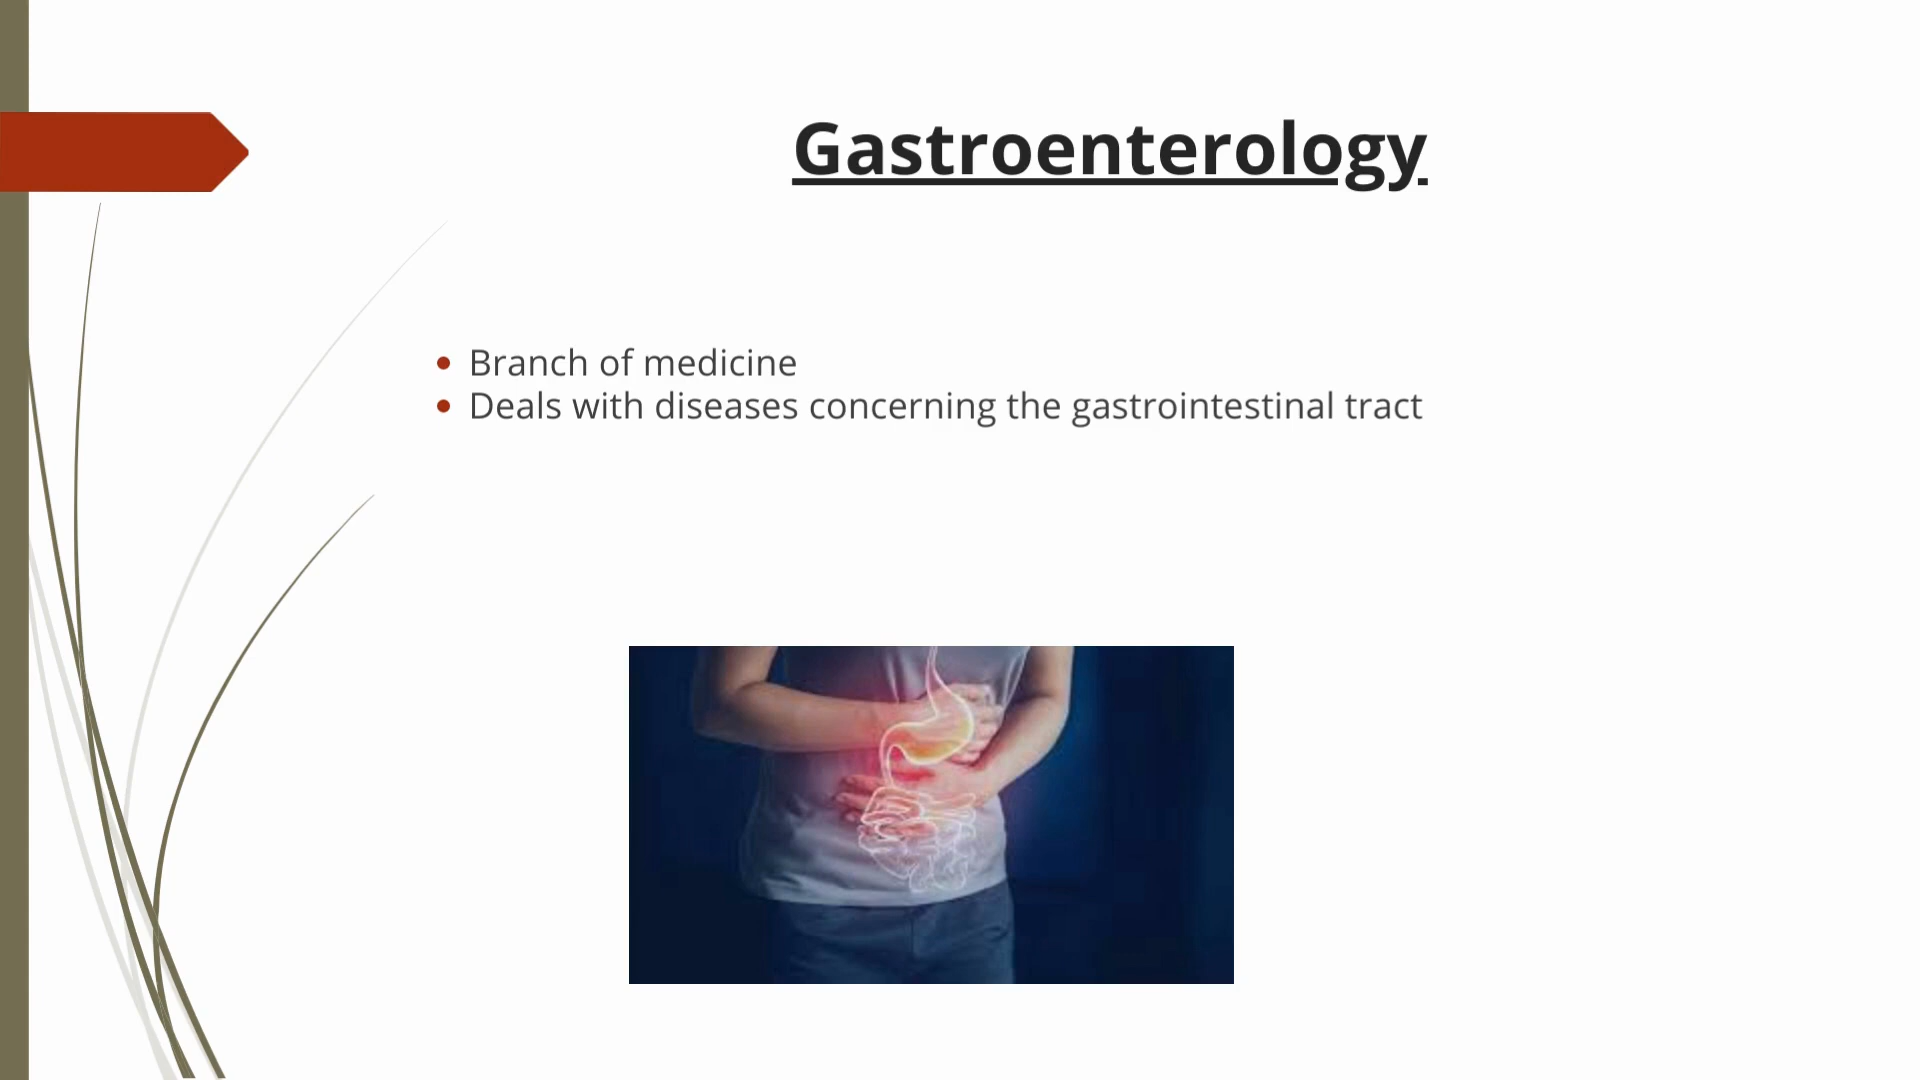 Gastroenterology
Branch of medicine
Deals with diseases concerning the gastrointestinal tract